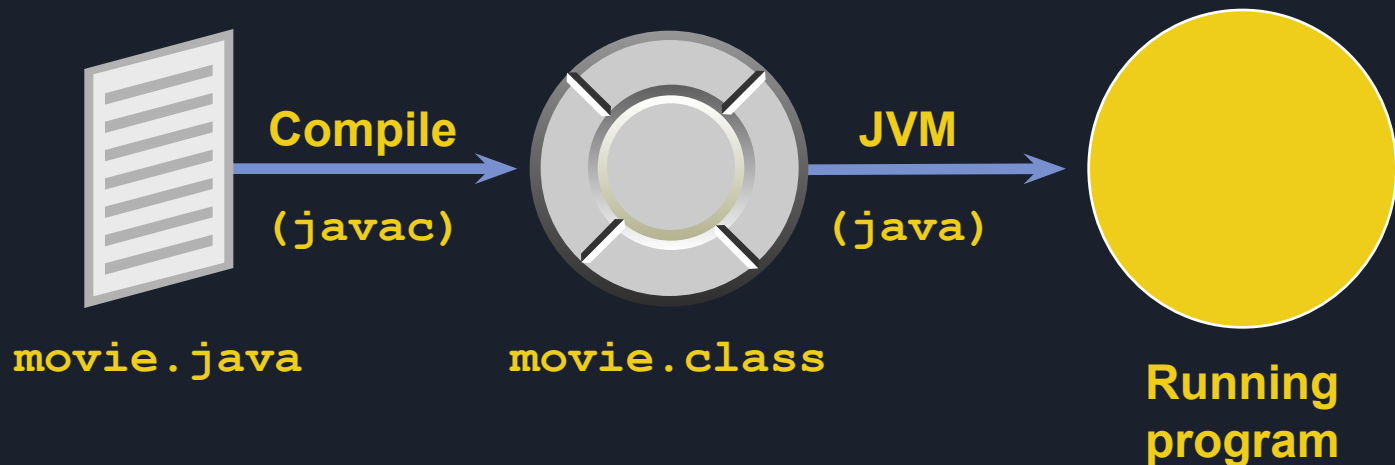 Compile
(javac)
JVM
(java)
movie.java
movie.class
Running
program